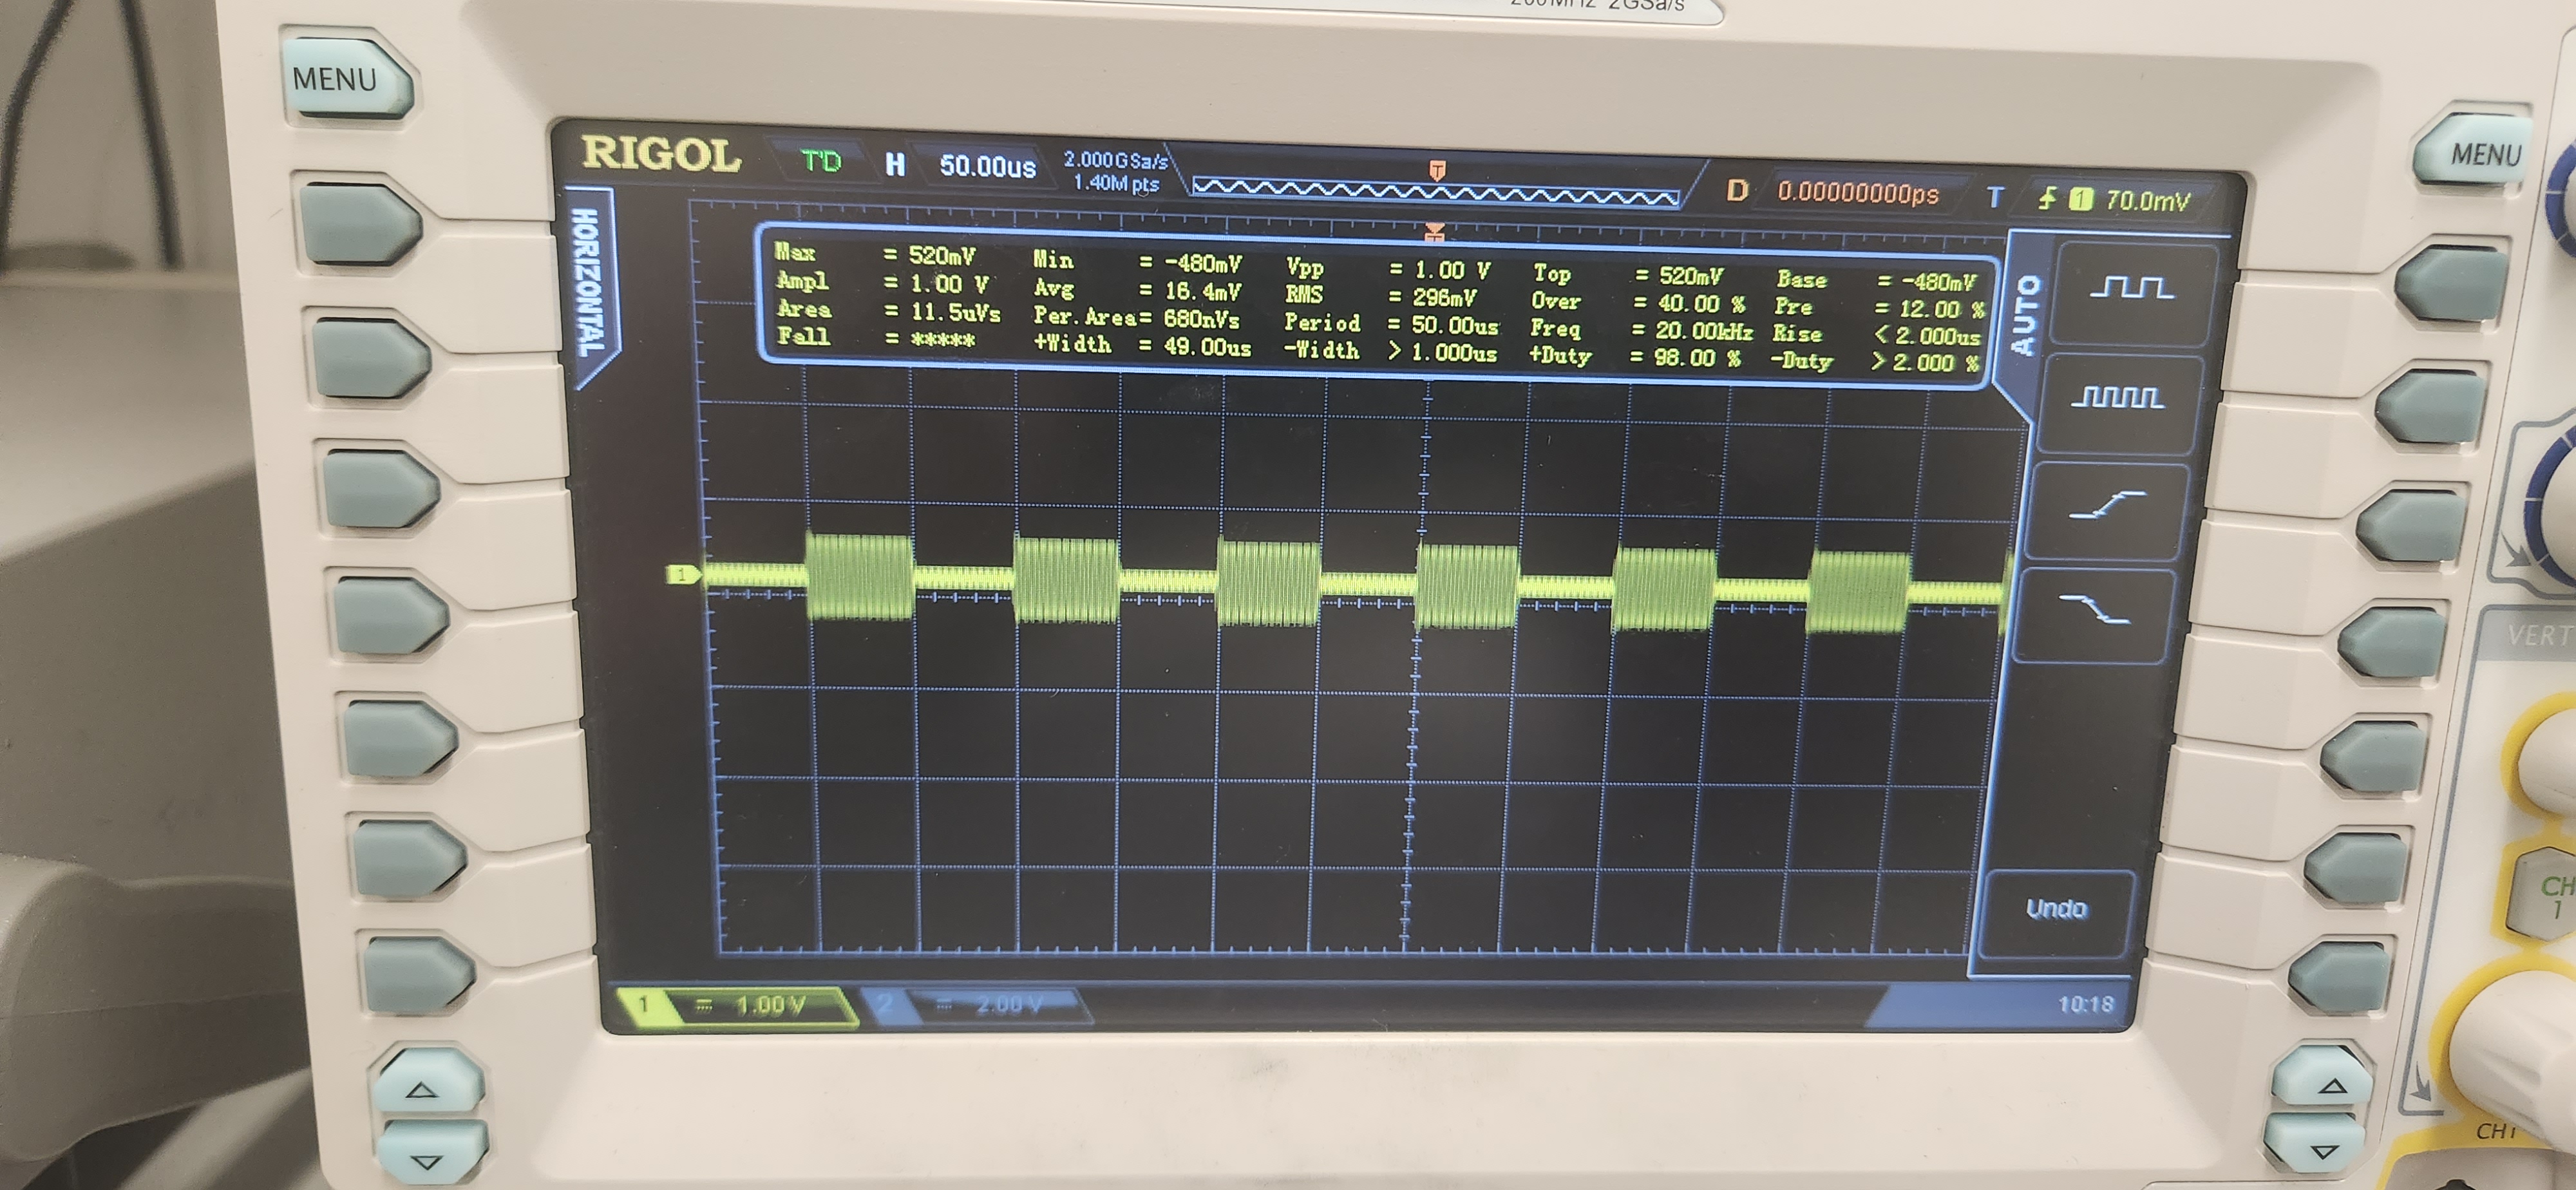 200MHz 2GSa/s
MENU
MENU
RIGOL T'D H 50.00us 2.000GSa/s 1.40M pts D 0.00000000ps T 1 70.0mV
HORIZONTAL
Max = 520mV Min = -480mV Vpp = 1.00 V Top = 520mV Base = -480mV
Ampl = 1.00 V Avg = 16.4mV RMS = 296mV Over = 40.00 % Pre = 12.00 %
Area = 11.5uVs Per.Area= 680nVs Period = 50.00us Freq = 20.00kHz Rise < 2.000us
Fall = ***** +Width = 49.00us -Width > 1.000us +Duty = 98.00 % -Duty > 2.000 %
AUTO
1
VERT
CH
1
Undo
1 1.00 V 2 2.00 V 10:18
CH1